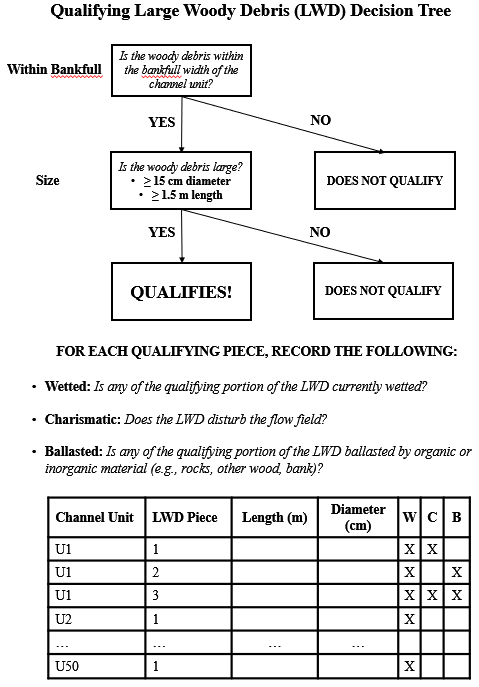 Qualifying Large Woody Debris (LWD) Decision Tree
Within Bankfull
Is the woody debris within
the bankfull width of the
channel unit?
YES
NO
Size
Is the woody debris large?
• ≥ 15 cm diameter
• ≥ 1.5 m length
DOES NOT QUALIFY
YES
NO
QUALIFIES!
DOES NOT QUALIFY
FOR EACH QUALIFYING PIECE, RECORD THE FOLLOWING:
• Wetted: Is any of the qualifying portion of the LWD currently wetted?
• Charismatic: Does the LWD disturb the flow field?
• Ballasted: Is any of the qualifying portion of the LWD ballasted by organic or
inorganic material (e.g., rocks, other wood, bank)?
Channel Unit LWD Piece Length (m) Diameter (cm) W C B
U1 1 X X
U1 2 X X
U1 3 X X X
U2 1 X
… … … …
U50 1 X